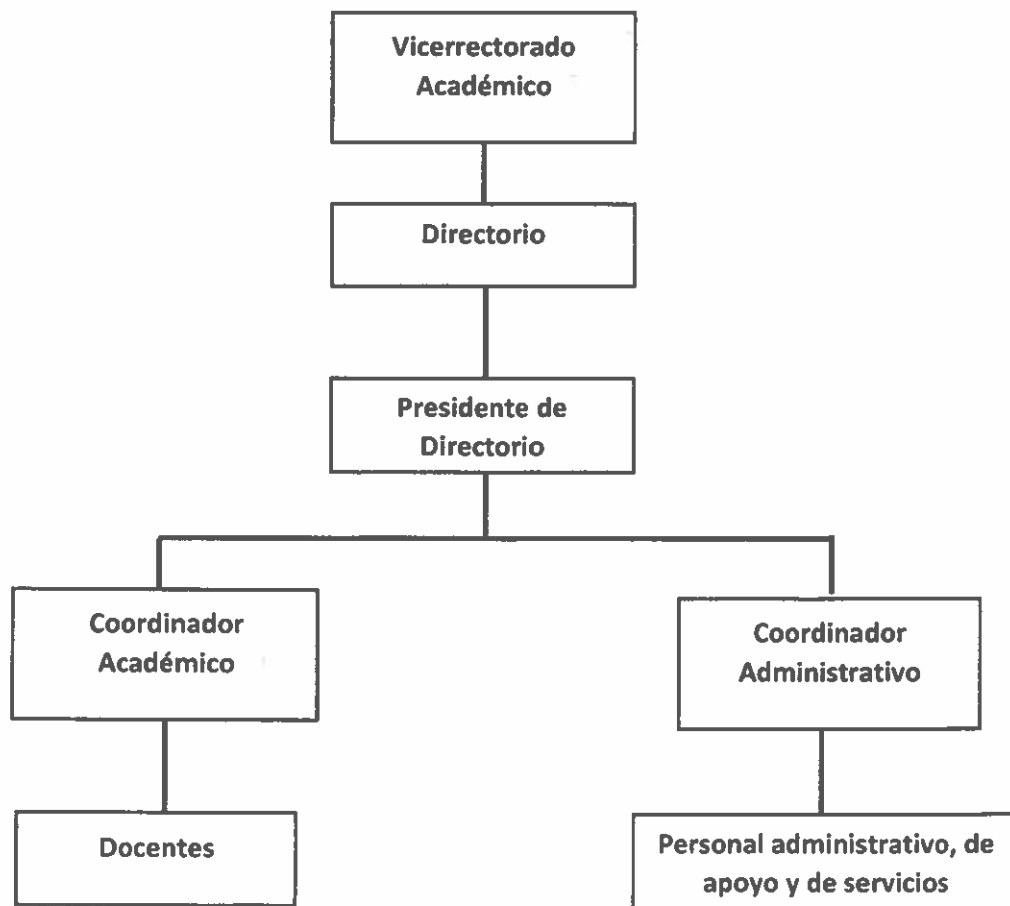 Vicerrectorado
Académico
Directorio
Presidente de
Directorio
Coordinador
Académico
Coordinador
Administrativo
Docentes
Personal administrativo, de
apoyo y de servicios